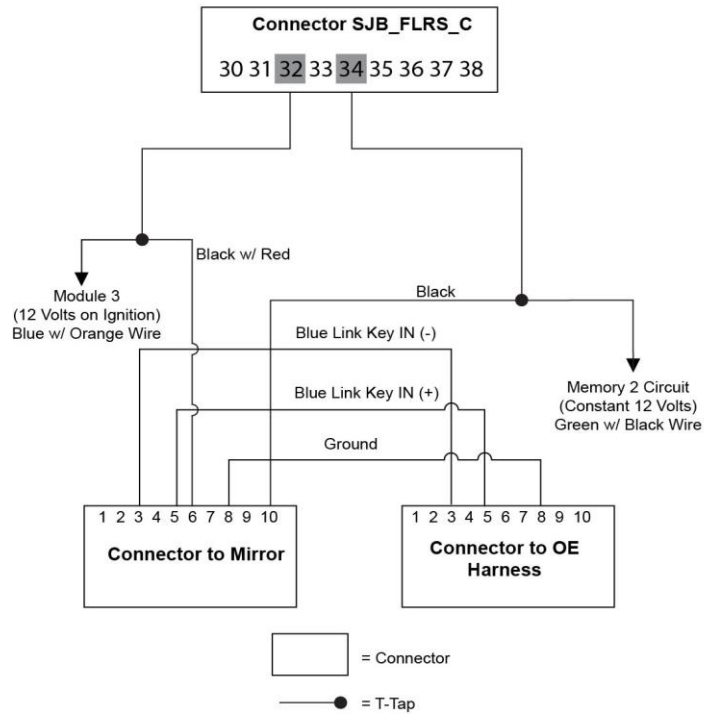 Connector SJB_FLRS_C
30 31 32 33 34 35 36 37 38
Black w/ Red
Module 3
(12 Volts on Ignition)
Blue w/ Orange Wire
Black
Blue Link Key IN (-)
Memory 2 Circuit
(Constant 12 Volts)
Green w/ Black Wire
Blue Link Key IN (+)
Ground
1 2 3 4 5 6 7 8 9 10
Connector to Mirror
1 2 3 4 5 6 7 8 9 10
Connector to OE
Harness
= Connector
= T-Tap